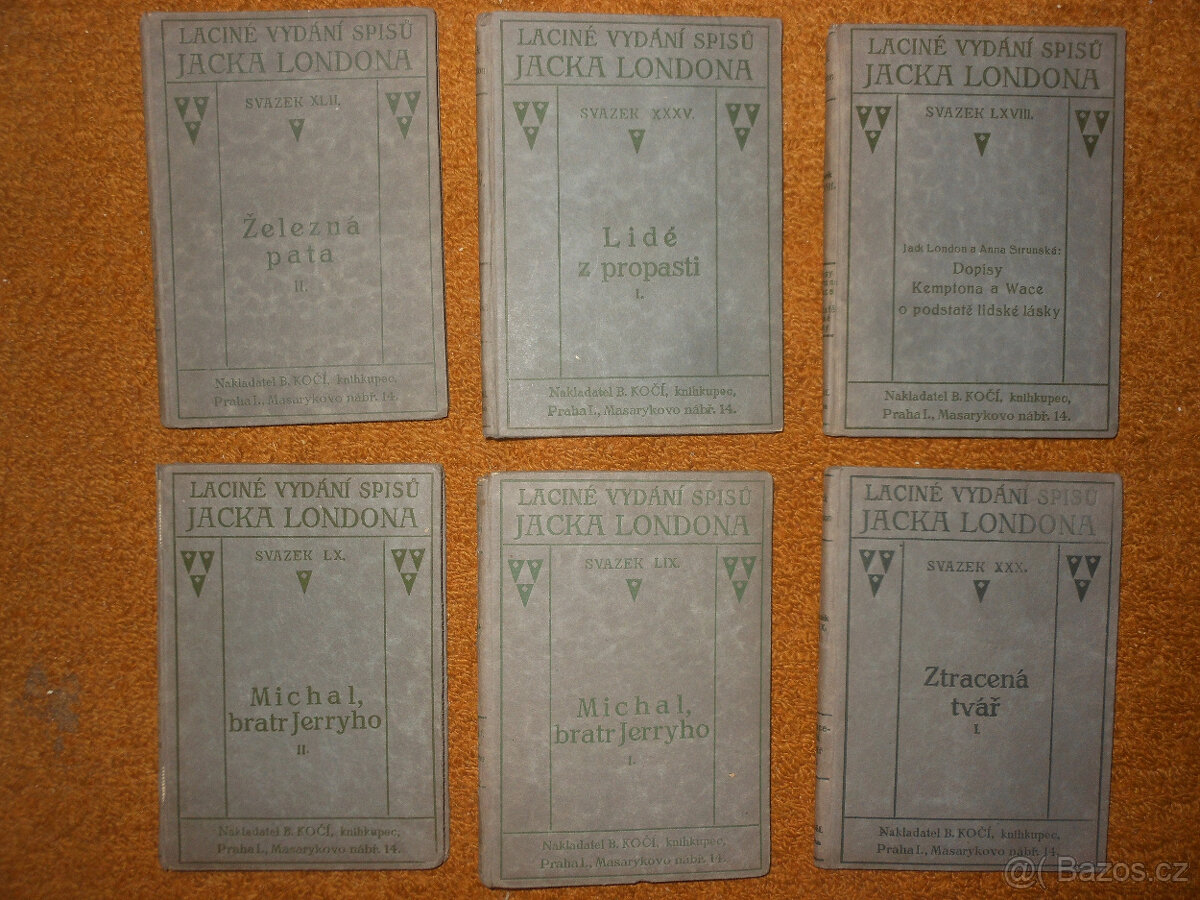 LACINÉ VYDÁNÍ SPISŮ
JACKA LONDONA
SVAZEK XLII.
Železná
pata
II.
Nakladatel B. KOČÍ, knihkupec,
Praha I., Masarykovo nábř. 14.
LACINÉ VYDÁNÍ SPISŮ
JACKA LONDONA
SVAZEK XXXV.
Lidé
z propasti
I.
Nakladatel B. KOČÍ, knihkupec,
Praha I., Masarykovo nábř. 14.
LACINÉ VYDÁNÍ SPISŮ
JACKA LONDONA
SVAZEK LXVIII.
Jack London a Anna Strunská:
Dopisy
Kemptona a Wace
o podstatě lidské lásky
Nakladatel B. KOČÍ, knihkupec,
Praha I., Masarykovo nábř. 14.
LACINÉ VYDÁNÍ SPISŮ
JACKA LONDONA
SVAZEK LX.
Michal,
bratr Jerryho
II.
Nakladatel B. KOČÍ, knihkupec,
Praha I., Masarykovo nábř. 14.
LACINÉ VYDÁNÍ SPISŮ
JACKA LONDONA
SVAZEK LIX.
Michal,
bratr Jerryho
I.
Nakladatel B. KOČÍ, knihkupec,
Praha I., Masarykovo nábř. 14.
LACINÉ VYDÁNÍ SPISŮ
JACKA LONDONA
SVAZEK XXX.
Ztracená
tvář
I.
Nakladatel B. KOČÍ, knihkupec,
Praha I., Masarykovo nábř. 14.
Bazos.cz